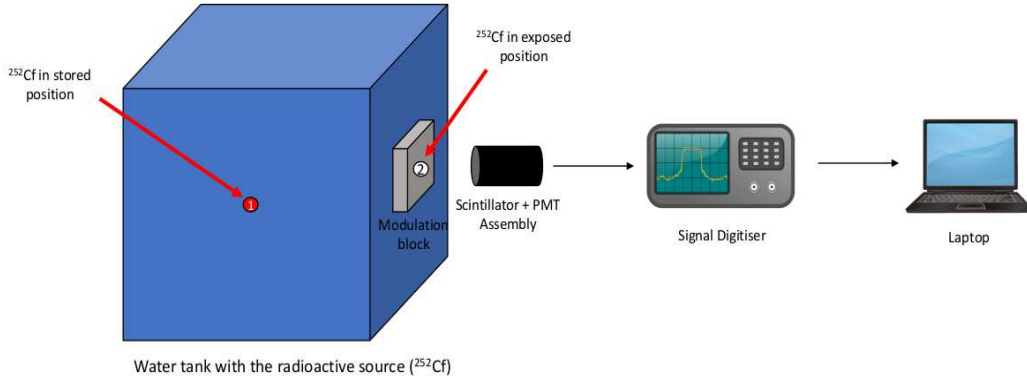 ²⁵²Cf in stored
position
²⁵²Cf in exposed
position
1
2
Modulation
block
Scintillator + PMT
Assembly
Signal Digitiser
Laptop
Water tank with the radioactive source (²⁵²Cf)